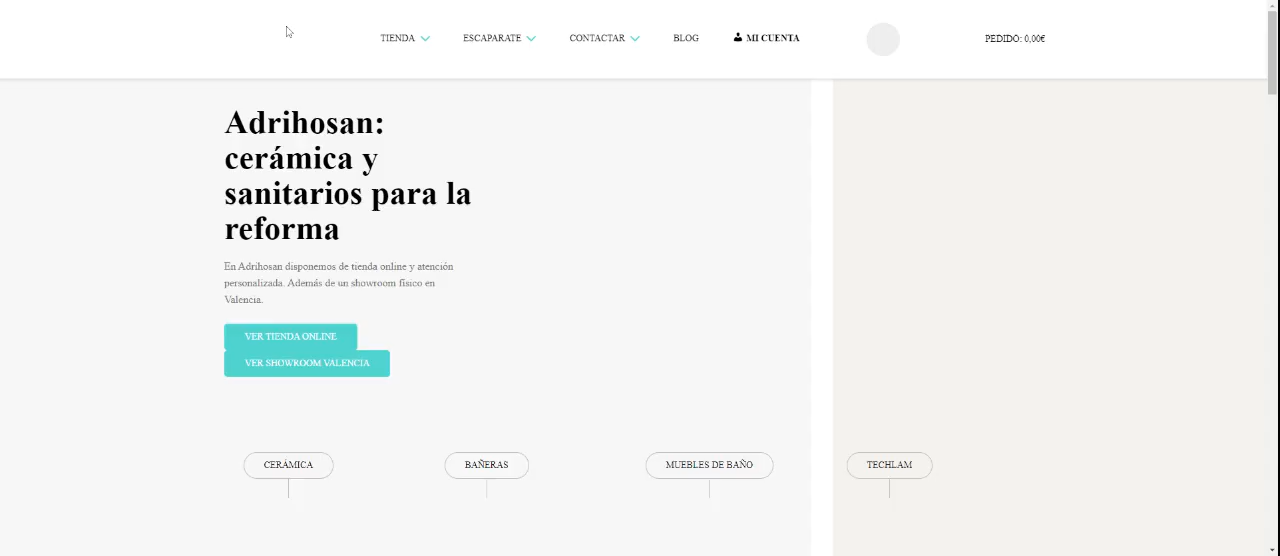 TIENDA
ESCAPARATE
CONTACTAR
BLOG
MI CUENTA
PEDIDO: 0,00€
Adrihosan:
cerámica y
sanitarios para la
reforma
En Adrihosan disponemos de tienda online y atención
personalizada. Además de un showroom físico en
Valencia.
VER TIENDA ONLINE
VER SHOWROOM VALENCIA
CERÁMICA
BAÑERAS
MUEBLES DE BAÑO
TECHLAM